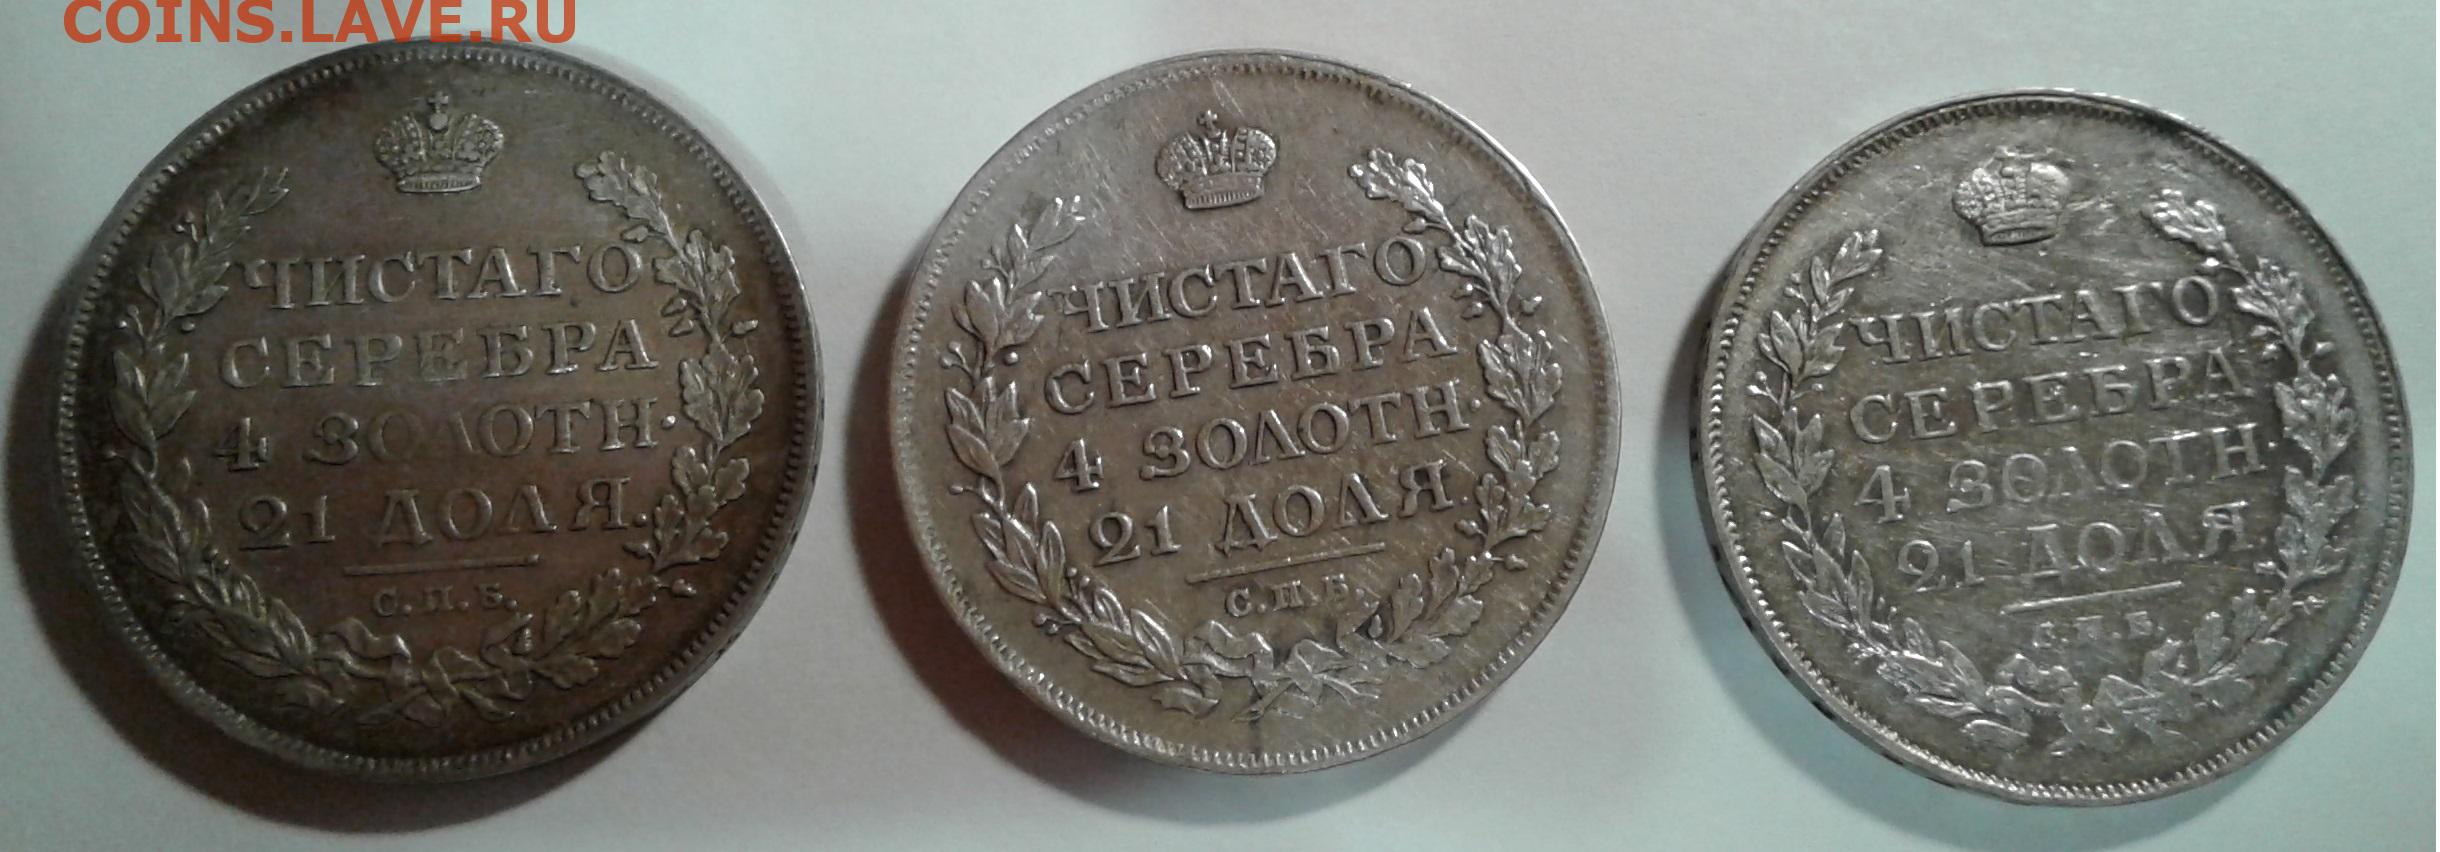 COINS.LAVE.RU
ЧИСТАГО
СЕРЕБРА
4 ЗОЛОТН.
21 ДОЛЯ.
С.П.Б.
ЧИСТАГО
СЕРЕБРА
4 ЗОЛОТН.
21 ДОЛЯ.
С.П.Б.
ЧИСТАГО
СЕРЕБРА
4 ЗОЛОТН.
21 ДОЛЯ.
С.П.Б.